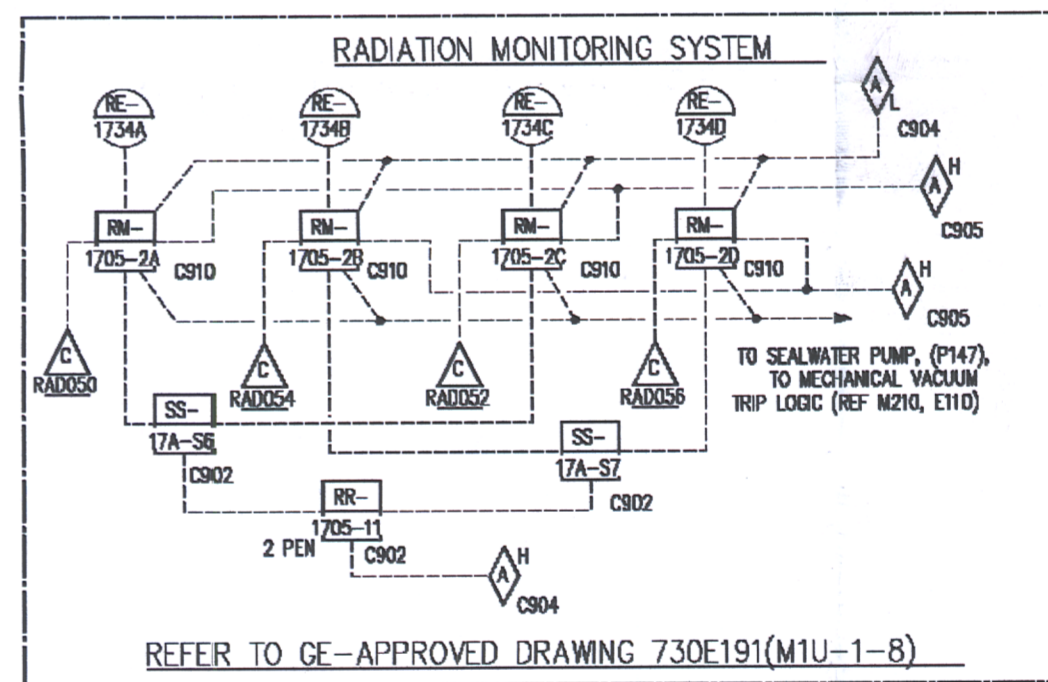 RADIATION MONITORING SYSTEM
RE- RE- RE- RE- A
1734A 1734B 1734C 1734D L
C904
A H
C905
RM- RM- RM- RM-
1705-2A C910 1705-2B C910 1705-2C C910 1705-2D C910
A H
C905
C C C C
RAD050 RAD054 RAD052 RAD056
TO SEALWATER PUMP, (P147),
TO MECHANICAL VACUUM
TRIP LOGIC (REF M210, E110)
SS- SS-
17A-S6 17A-S7
C902 C902
RR-
1705-11
2 PEN C902
A H
C904
REFER TO GE-APPROVED DRAWING 730E191(M1U-1-8)